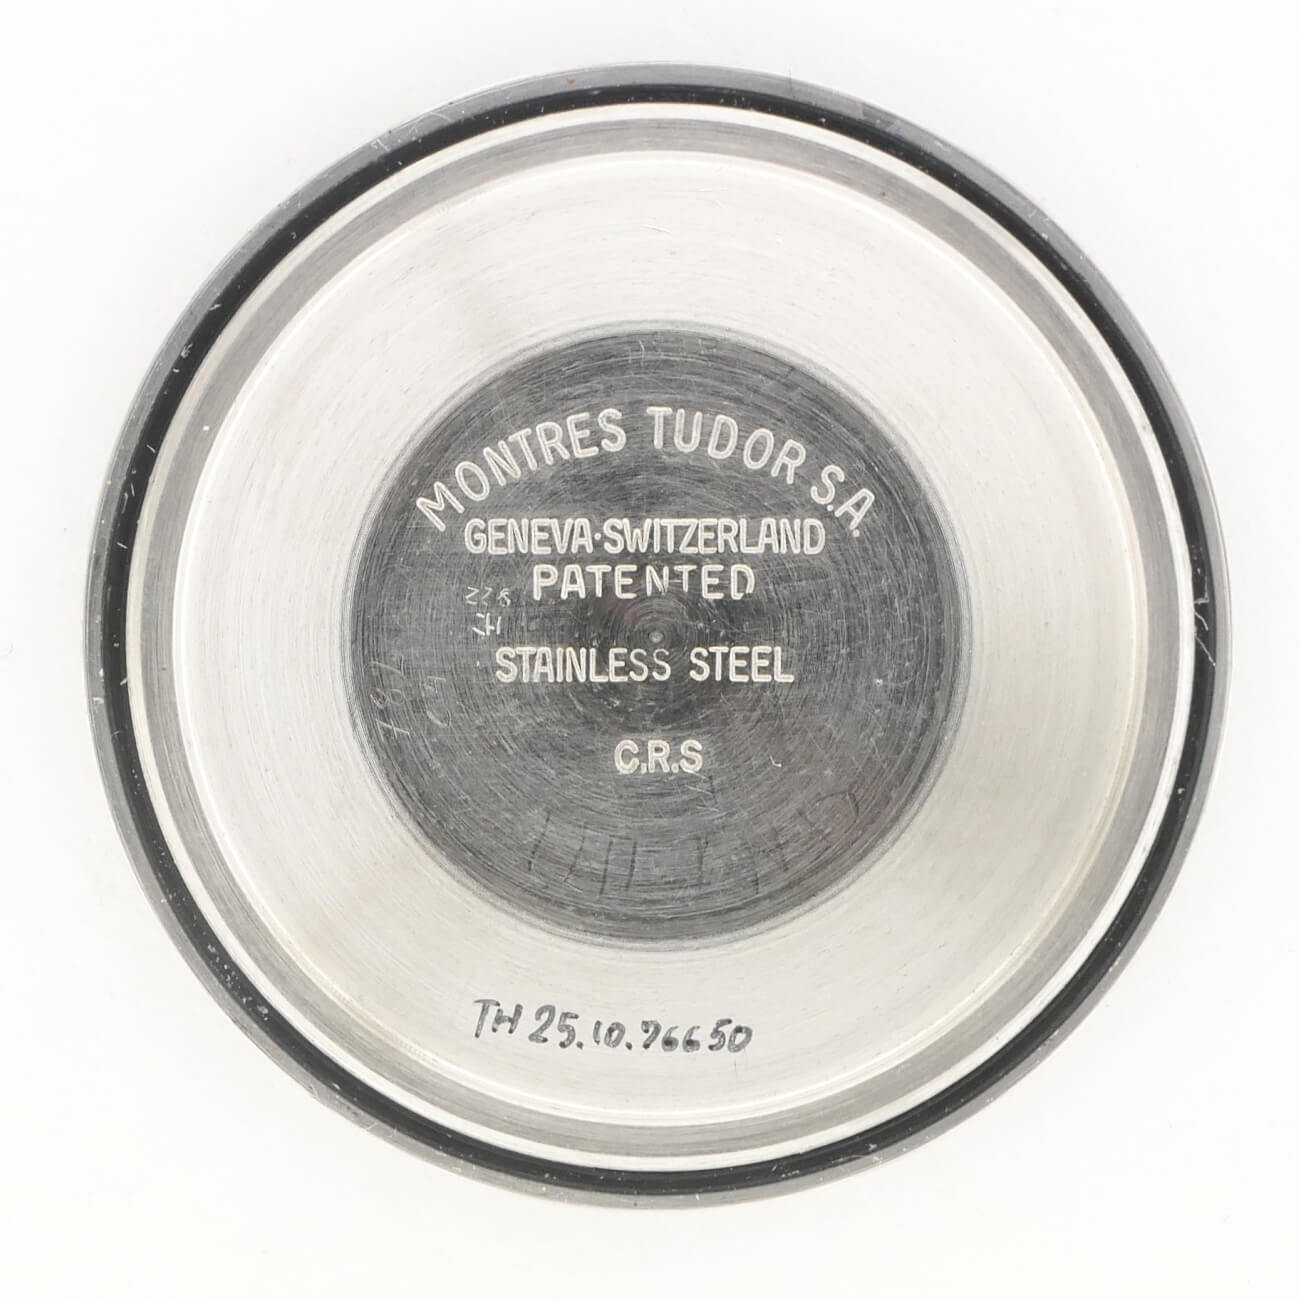 MONTRES TUDOR S.A.
GENEVA·SWITZERLAND
PATENTED
STAINLESS STEEL
C.R.S
TH 25.10.76650